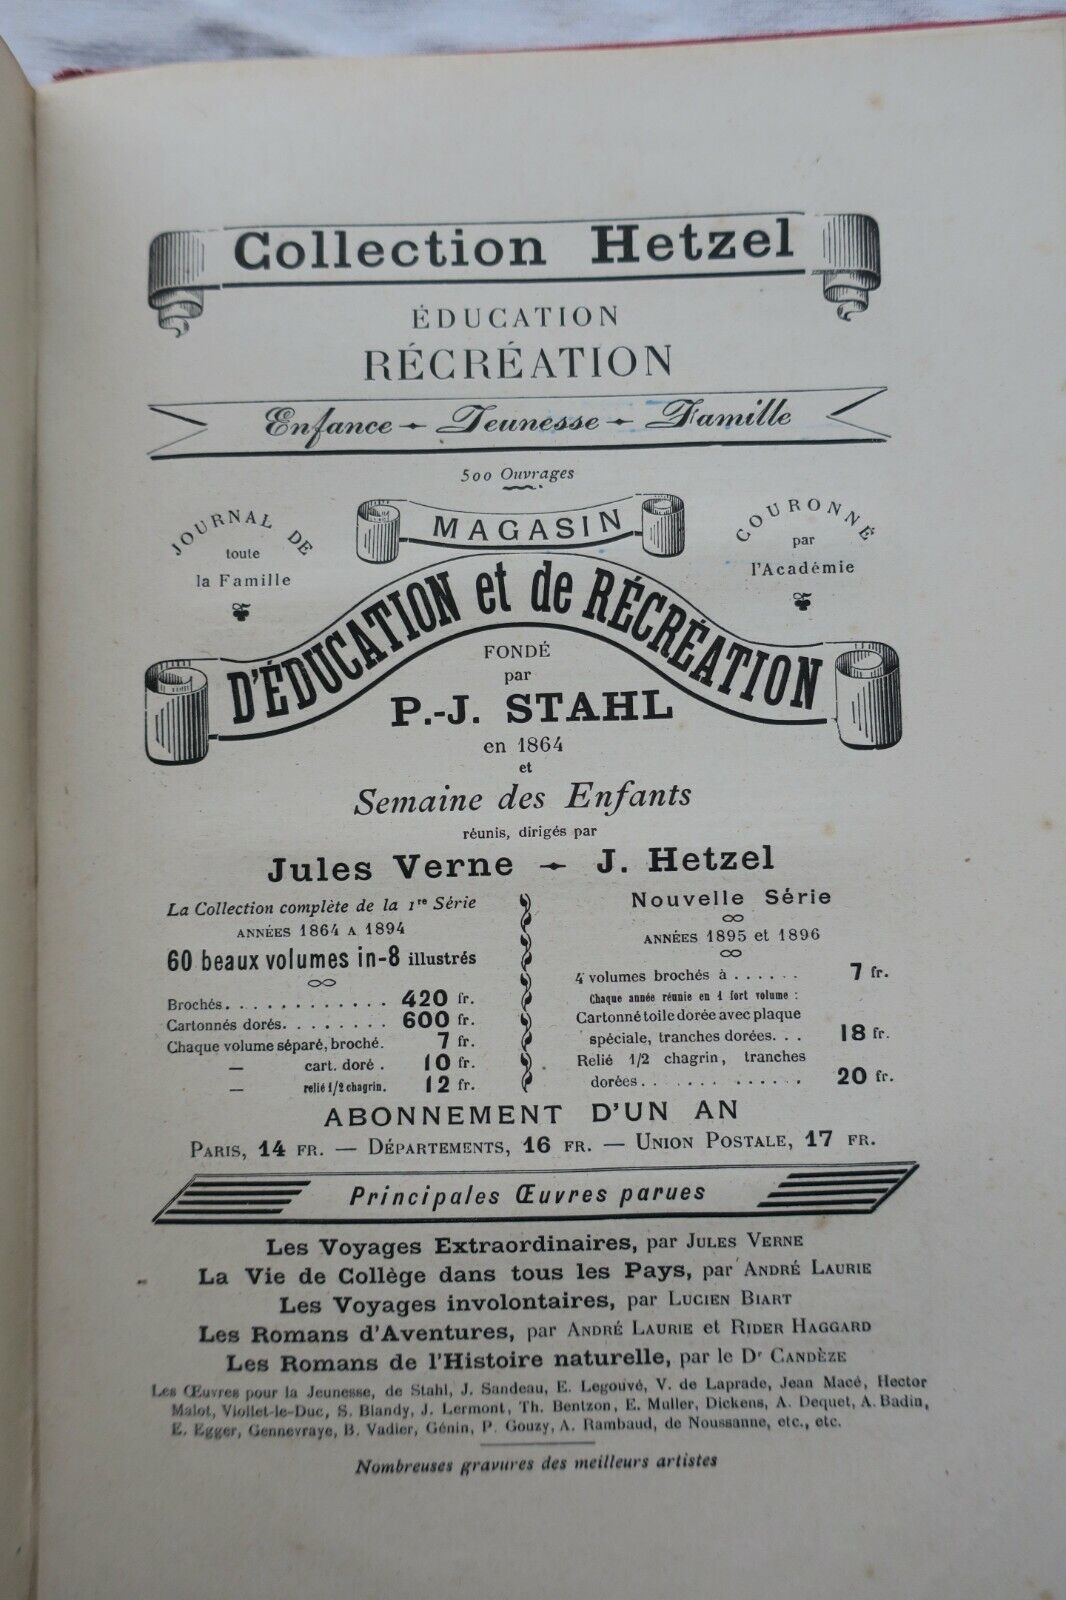 Collection Hetzel
ÉDUCATION
RÉCRÉATION
Enfance - Jeunesse - Famille
500 Ouvrages
JOURNAL DE
toute
la Famille
MAGASIN
COURONNÉ
par
l'Académie
D'ÉDUCATION et de RÉCRÉATION
FONDÉ
par
P.-J. STAHL
en 1864
et
Semaine des Enfants
réunis, dirigés par
Jules Verne - J. Hetzel
La Collection complète de la 1re Série
ANNÉES 1864 A 1894
60 beaux volumes in-8 illustrés
Brochés. . . . . . . . . . . . 420 fr.
Cartonnés dorés. . . . . . . . 600 fr.
Chaque volume séparé, broché. 7 fr.
— cart. doré . 10 fr.
— relié 1/2 chagrin. 12 fr.
Nouvelle Série
ANNÉES 1895 et 1896
4 volumes brochés à . . . . . . 7 fr.
Chaque année réunie en 1 fort volume :
Cartonné toile dorée avec plaque
spéciale, tranches dorées. . . 18 fr.
Relié 1/2 chagrin, tranches
dorées . . . . . . . . . . . . 20 fr.
ABONNEMENT D'UN AN
PARIS, 14 FR. — DÉPARTEMENTS, 16 FR. — UNION POSTALE, 17 FR.
Principales Œuvres parues
Les Voyages Extraordinaires, par JULES VERNE
La Vie de Collège dans tous les Pays, par ANDRÉ LAURIE
Les Voyages involontaires, par LUCIEN BIART
Les Romans d'Aventures, par ANDRÉ LAURIE et RIDER HAGGARD
Les Romans de l'Histoire naturelle, par le Dr CANDÈZE
Les Œuvres pour la Jeunesse, de Stahl, J. Sandeau, E. Legouvé, V. de Laprade, Jean Macé, Hector
Malot, Viollet-le-Duc, S. Blandy, J. Lermont, Th. Bentzon, E. Muller, Dickens, A. Dequet, A. Badin,
E. Egger, Gennevraye, B. Vadier, Génin, P. Gouzy, A. Rambaud, de Noussanne, etc., etc.
Nombreuses gravures des meilleurs artistes